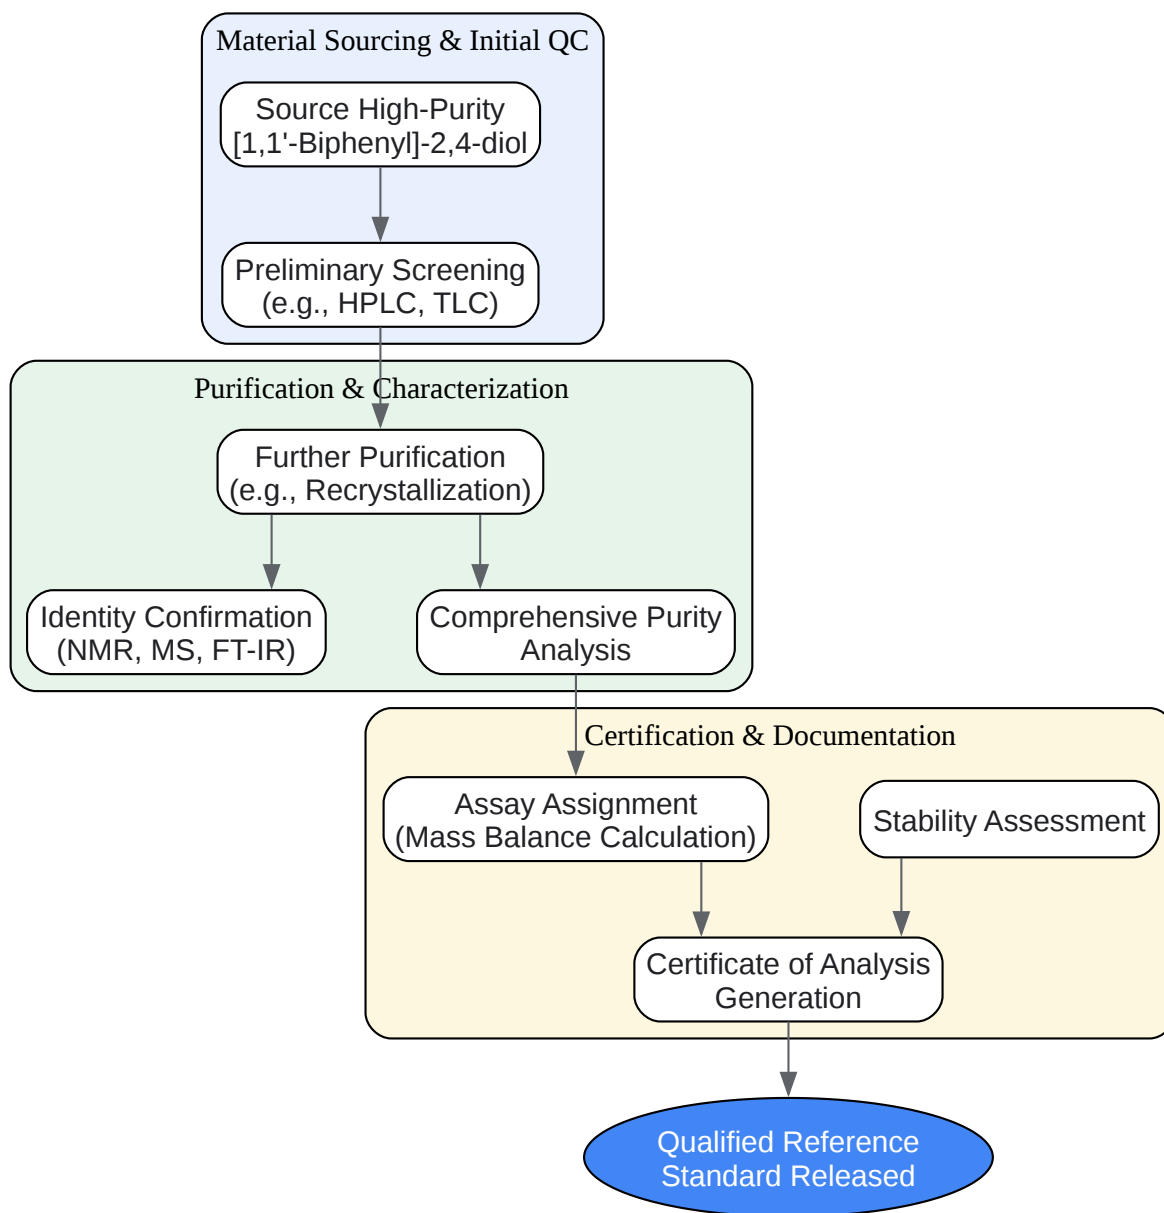 Material Sourcing & Initial QC
Source High-Purity
[1,1'-Biphenyl]-2,4-diol
Preliminary Screening
(e.g., HPLC, TLC)
Purification & Characterization
Further Purification
(e.g., Recrystallization)
Identity Confirmation
(NMR, MS, FT-IR)
Comprehensive Purity
Analysis
Certification & Documentation
Assay Assignment
(Mass Balance Calculation)
Stability Assessment
Certificate of Analysis
Generation
Qualified Reference
Standard Released